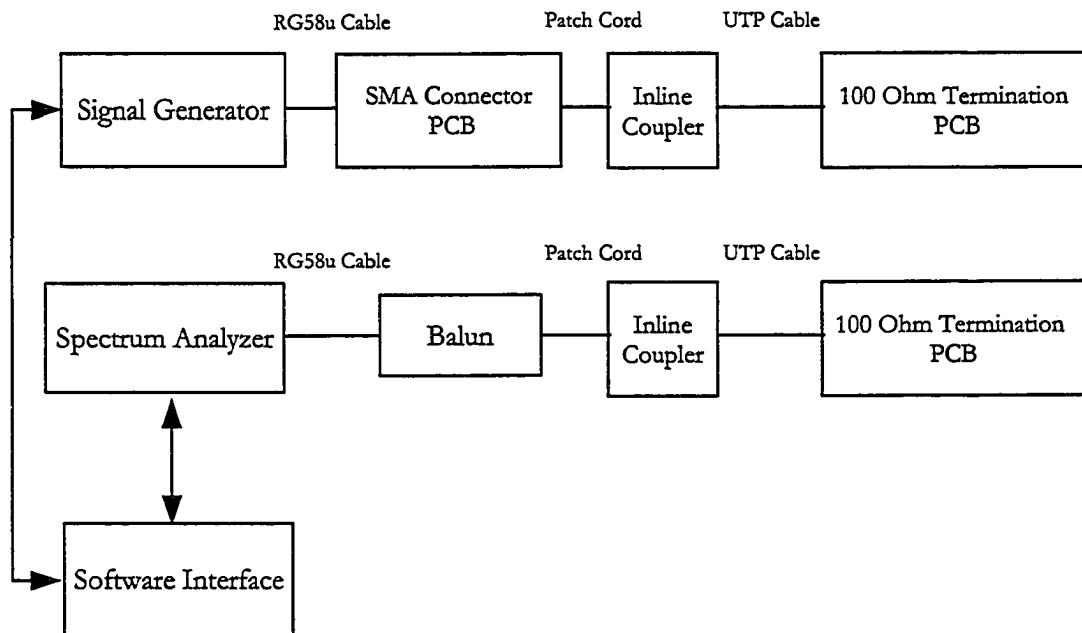 RG58u Cable
Patch Cord
UTP Cable
Signal Generator
SMA Connector
PCB
Inline
Coupler
100 Ohm Termination
PCB
RG58u Cable
Patch Cord
UTP Cable
Spectrum Analyzer
Balun
Inline
Coupler
100 Ohm Termination
PCB
Software Interface